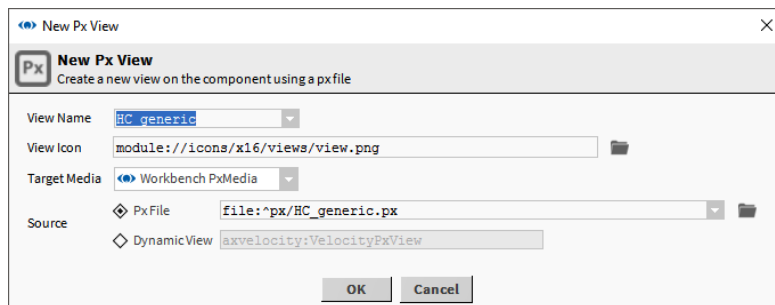 New Px View
Px
New Px View
Create a new view on the component using a px file
View Name HC_generic
View Icon module://icons/x16/views/view.png
Target Media Workbench PxMedia
Source
Px File file:^px/HC_generic.px
Dynamic View axvelocity:VelocityPxView
OK Cancel